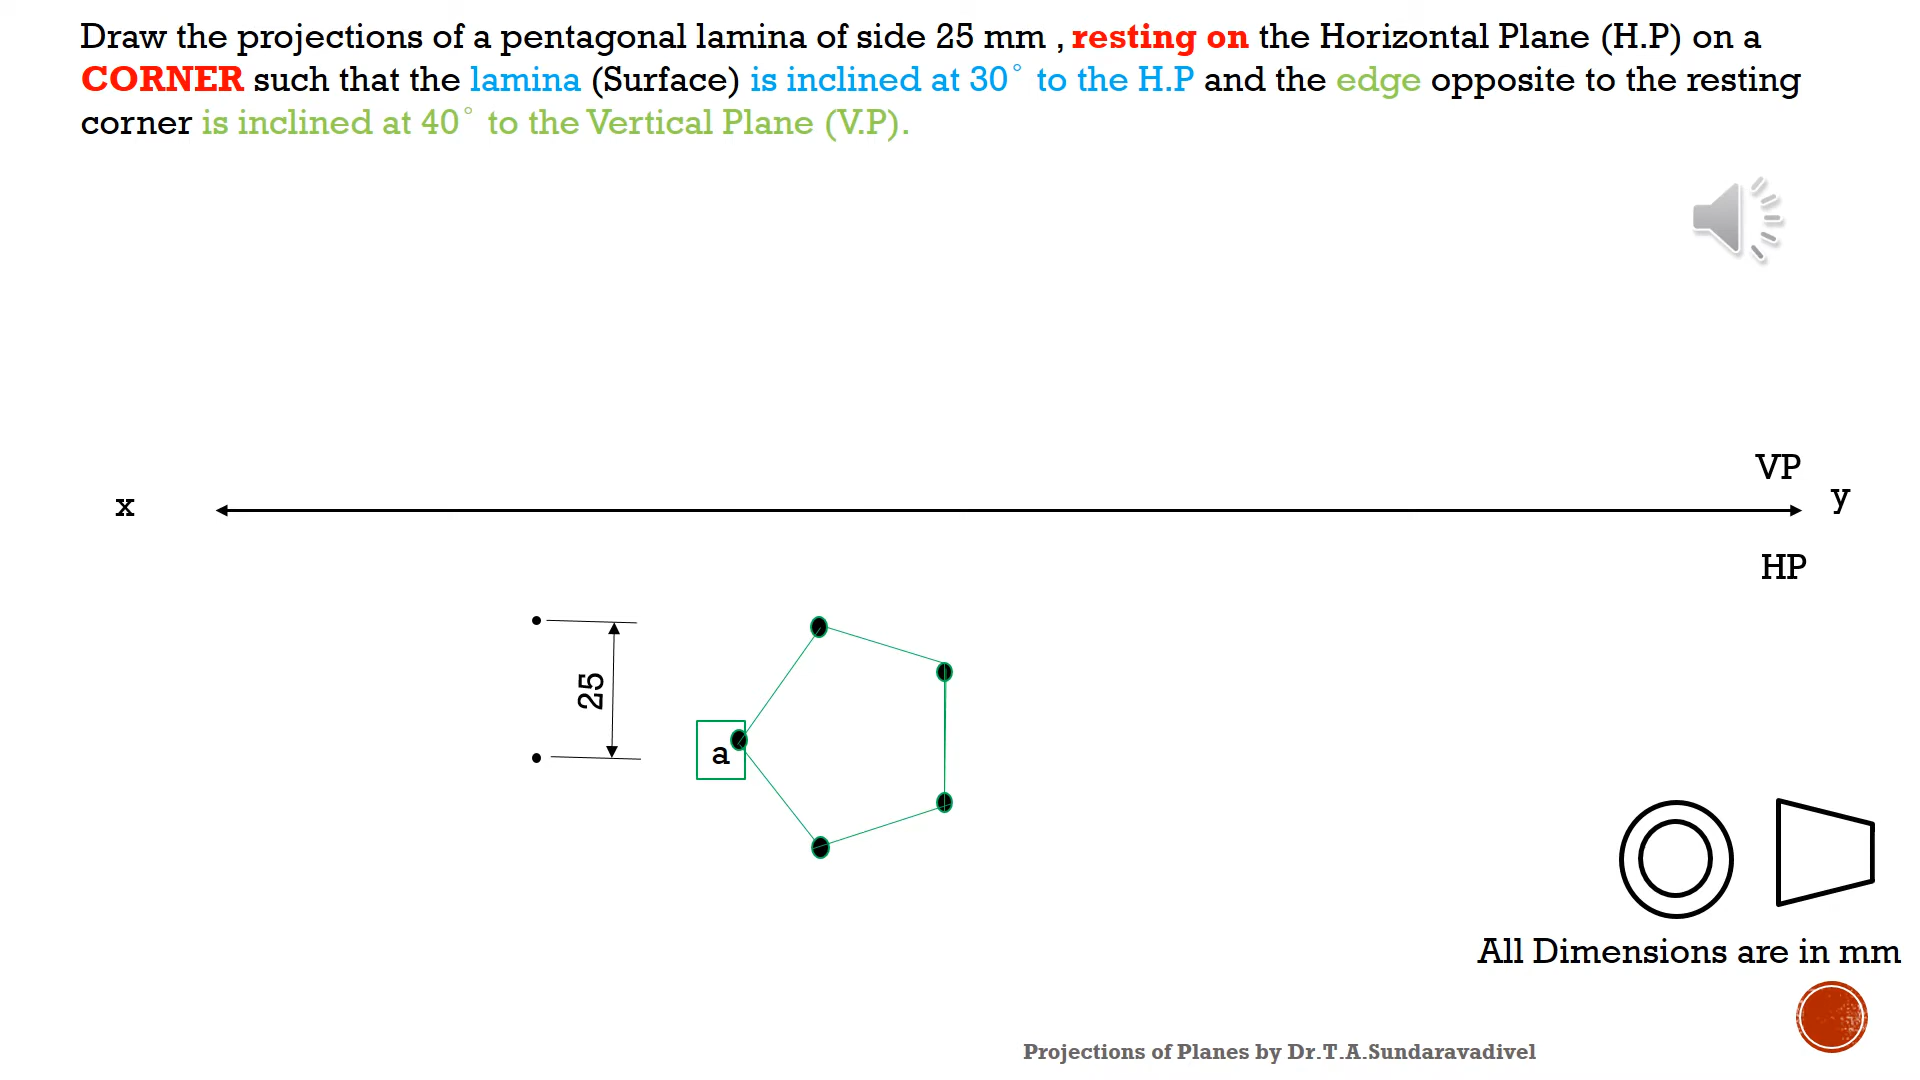 Draw the projections of a pentagonal lamina of side 25 mm , resting on the Horizontal Plane (H.P) on a
CORNER such that the lamina (Surface) is inclined at 30° to the H.P and the edge opposite to the resting
corner is inclined at 40° to the Vertical Plane (V.P).
VP
x
y
HP
25
a
All Dimensions are in mm
Projections of Planes by Dr.T.A.Sundaravadivel